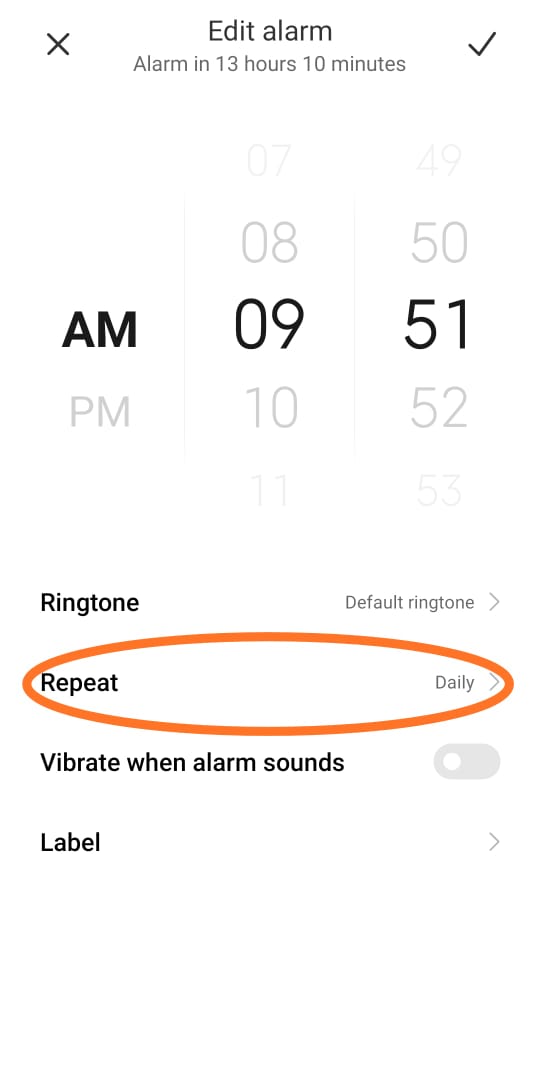 Edit alarm
Alarm in 13 hours 10 minutes
07 49
08 50
AM 09 51
PM 10 52
11 53
Ringtone Default ringtone
Repeat Daily
Vibrate when alarm sounds
Label